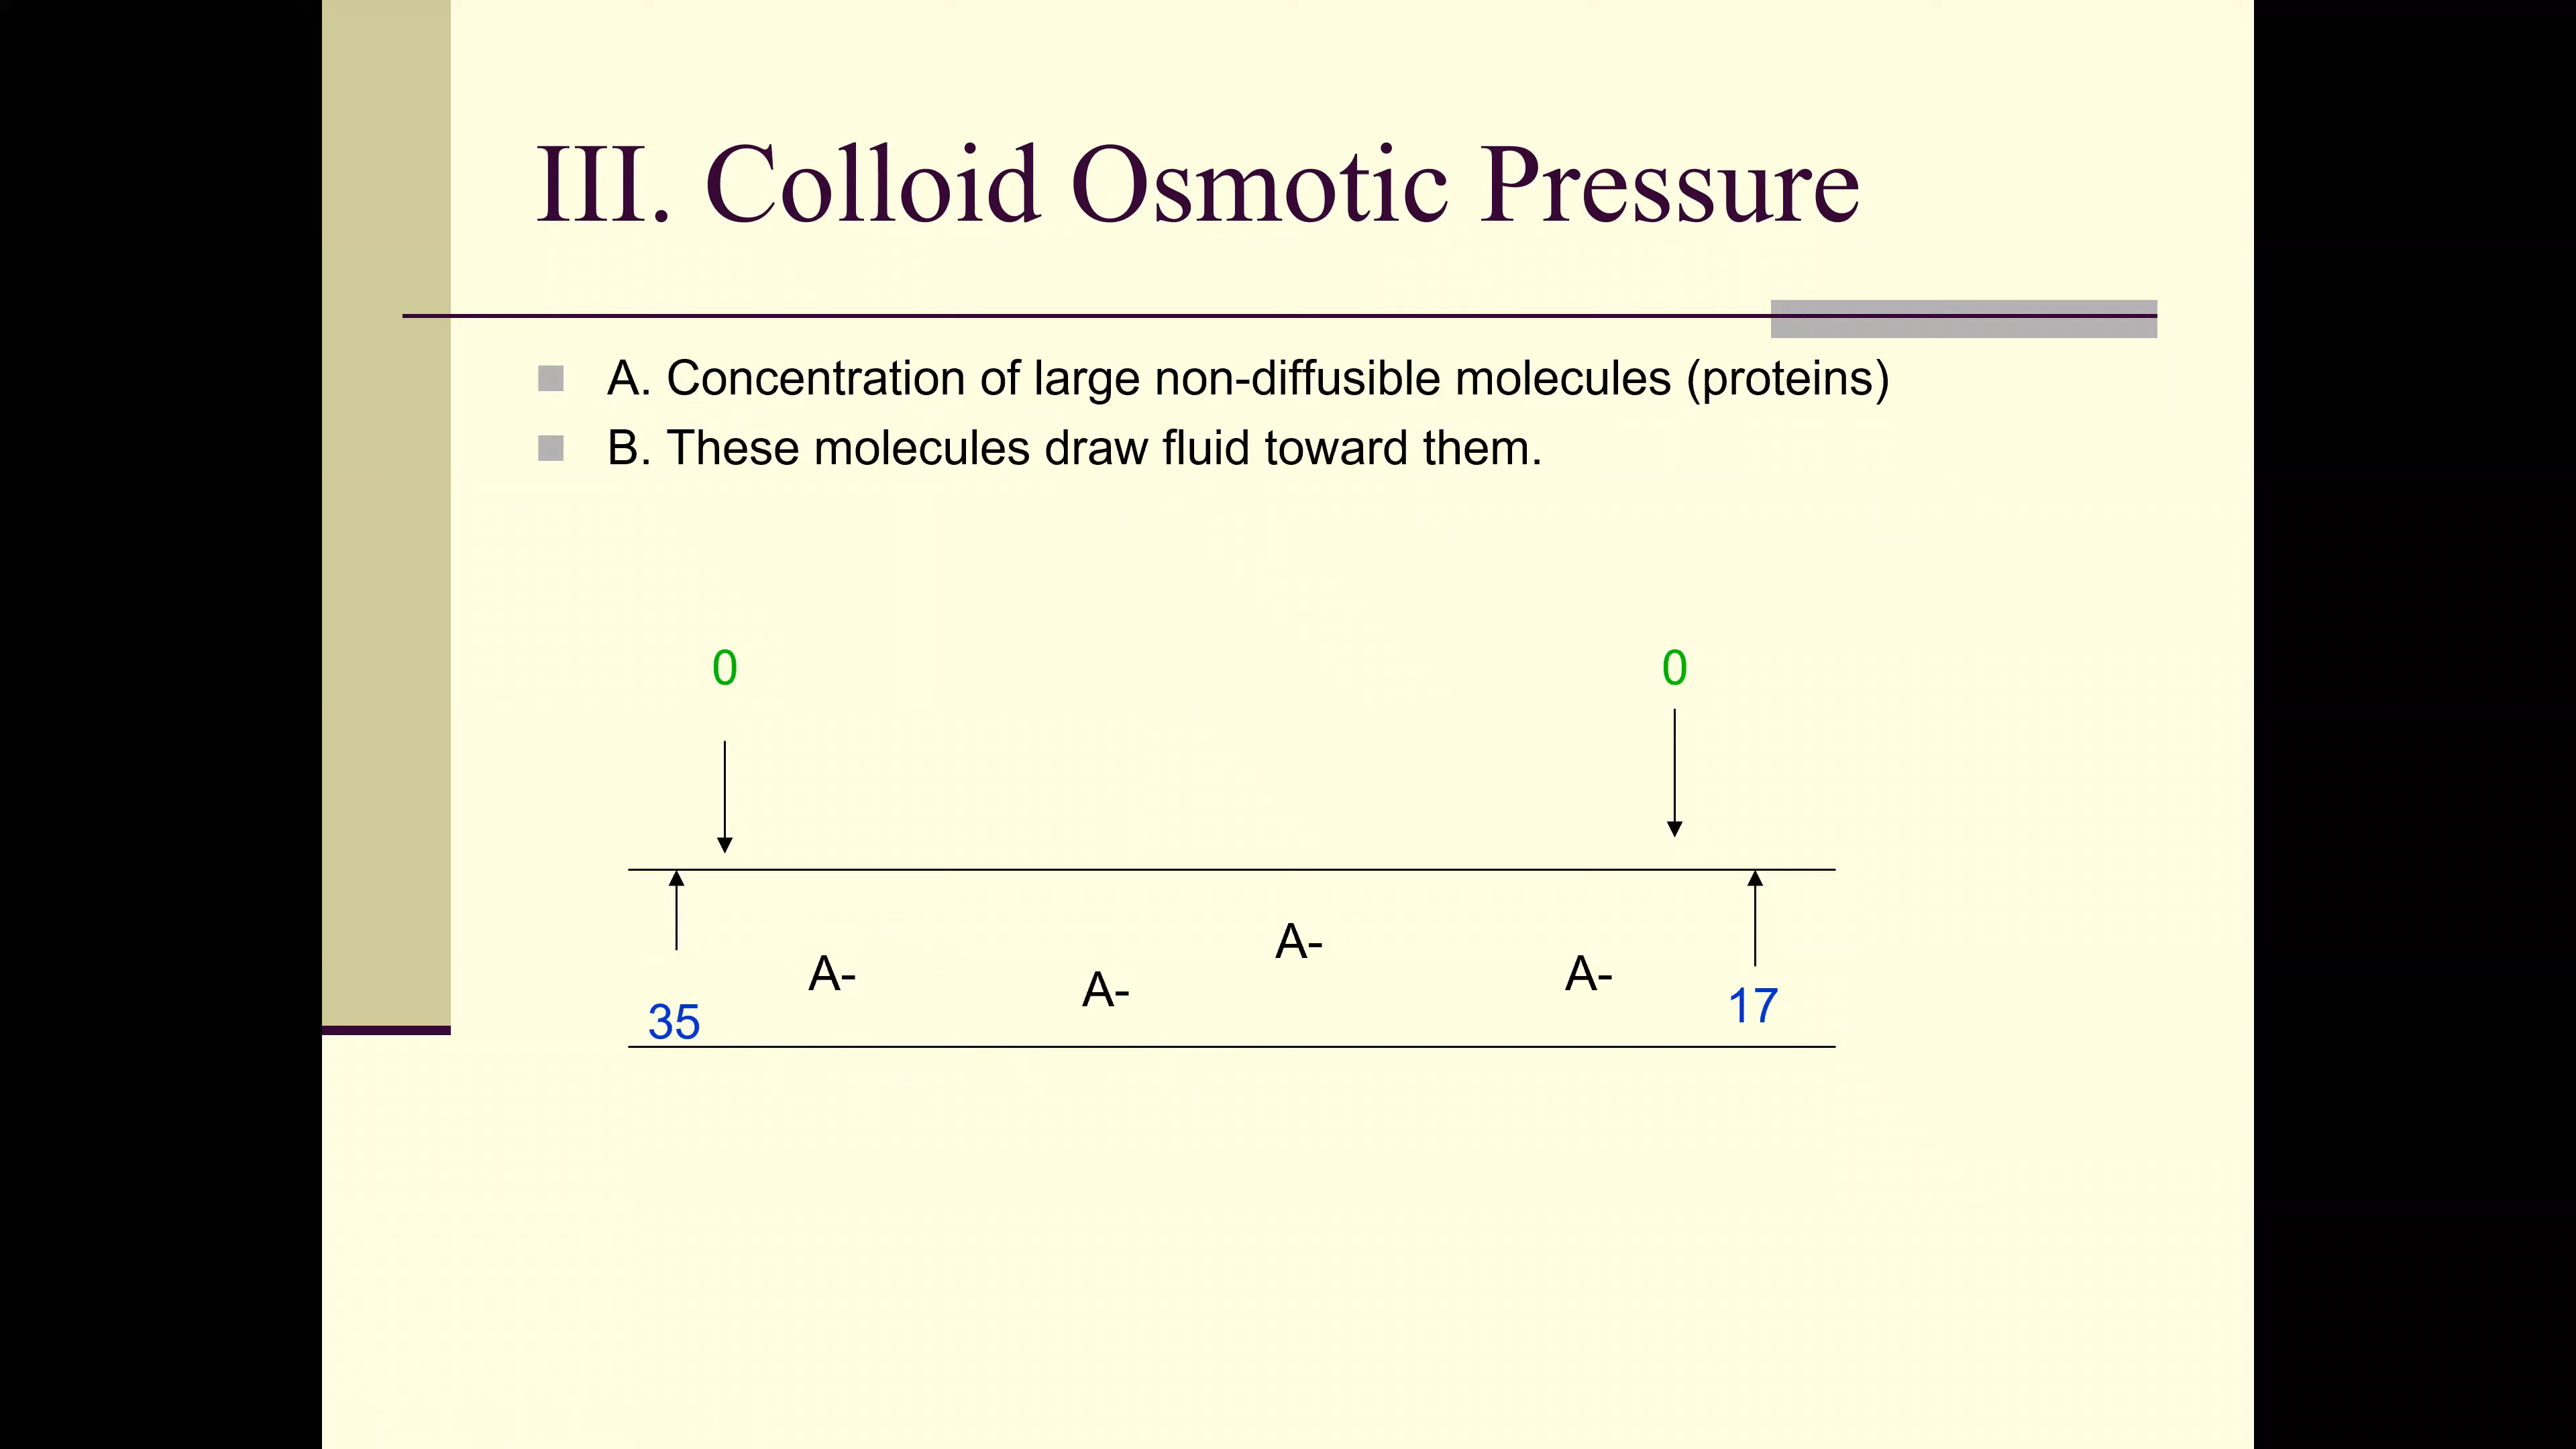 III. Colloid Osmotic Pressure
A. Concentration of large non-diffusible molecules (proteins)
B. These molecules draw fluid toward them.
0 0
A-
A- A- 17
35 A-